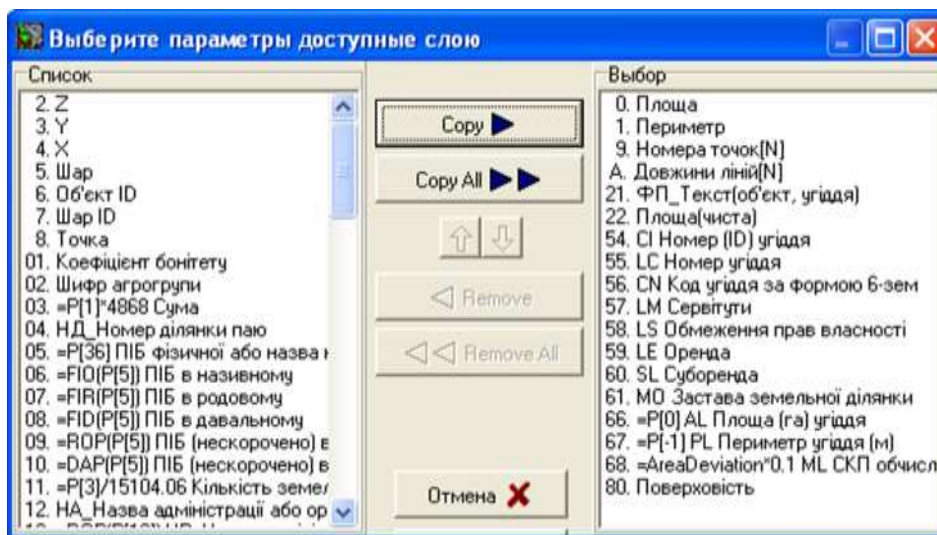 Выберите параметры доступные слою
Список
2. Z
3. Y
4. X
5. Шар
6. Об'єкт ID
7. Шар ID
8. Точка
01. Коефіцієнт бонітету
02. Шифр агрогрупи
03. =P[1]*4868 Сума
04. НД_Номер ділянки паю
05. =P[36] ПІБ фізичної або назва
06. =FIO(P[5]) ПІБ в називному
07. =FIR(P[5]) ПІБ в родовому
08. =FID(P[5]) ПІБ в давальному
09. =ROP(P[5]) ПІБ (нескорочено) в
10. =DAP(P[5]) ПІБ (нескорочено) в
11. =P[3]/15104.06 Кількість земел
12. НА_Назва адміністрації або ор
Copy
Copy All
Remove
Remove All
Отмена
Выбор
0. Площа
1. Периметр
9. Номера точок[N]
A. Довжини ліній[N]
21. ФП_Текст(об'єкт, угіддя)
22. Площа(чиста)
54. CI Номер (ID) угіддя
55. LC Номер угіддя
56. CN Код угіддя за формою 6-зем
57. LM Сервітути
58. LS Обмеження прав власності
59. LE Оренда
60. SL Суборенда
61. MO Застава земельної ділянки
66. =P[0] AL Площа (га) угіддя
67. =P[-1] PL Периметр угіддя (м)
68. =AreaDeviation*0.1 ML СКП обчисл
80. Поверховість